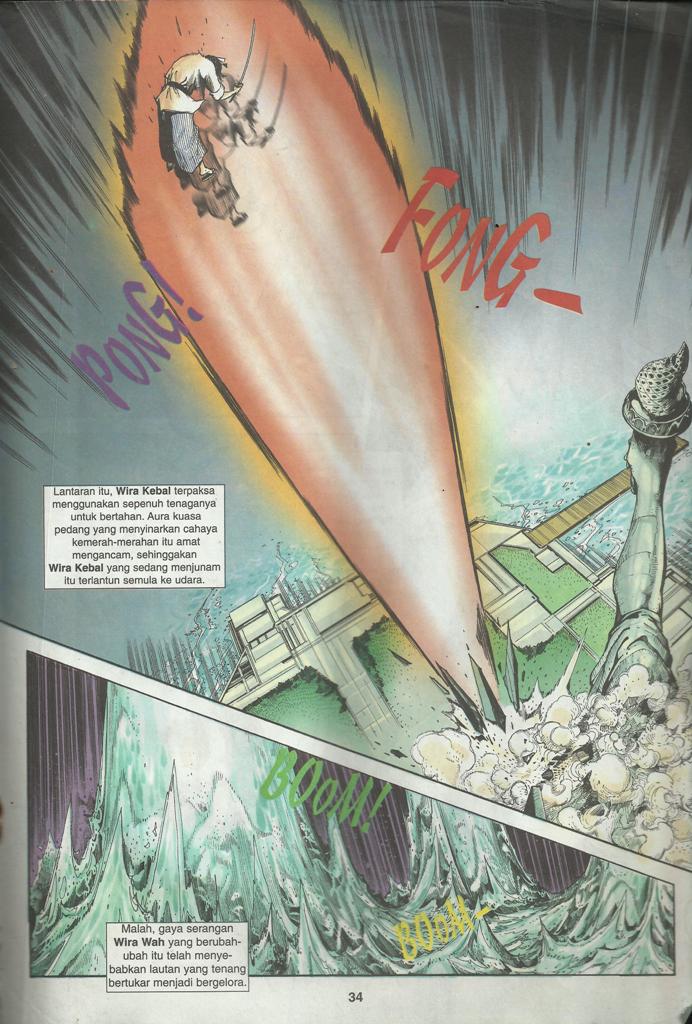 FONG-
PONG!
Lantaran itu, Wira Kebal terpaksa
menggunakan sepenuh tenaganya
untuk bertahan. Aura kuasa
pedang yang menyinarkan cahaya
kemerah-merahan itu amat
mengancam, sehinggakan
Wira Kebal yang sedang menjunam
itu terlantun semula ke udara.
BOOM!
BOOM-
Malah, gaya serangan
Wira Wah yang berubah-
ubah itu telah menye-
babkan lautan yang tenang
bertukar menjadi bergelora.
34